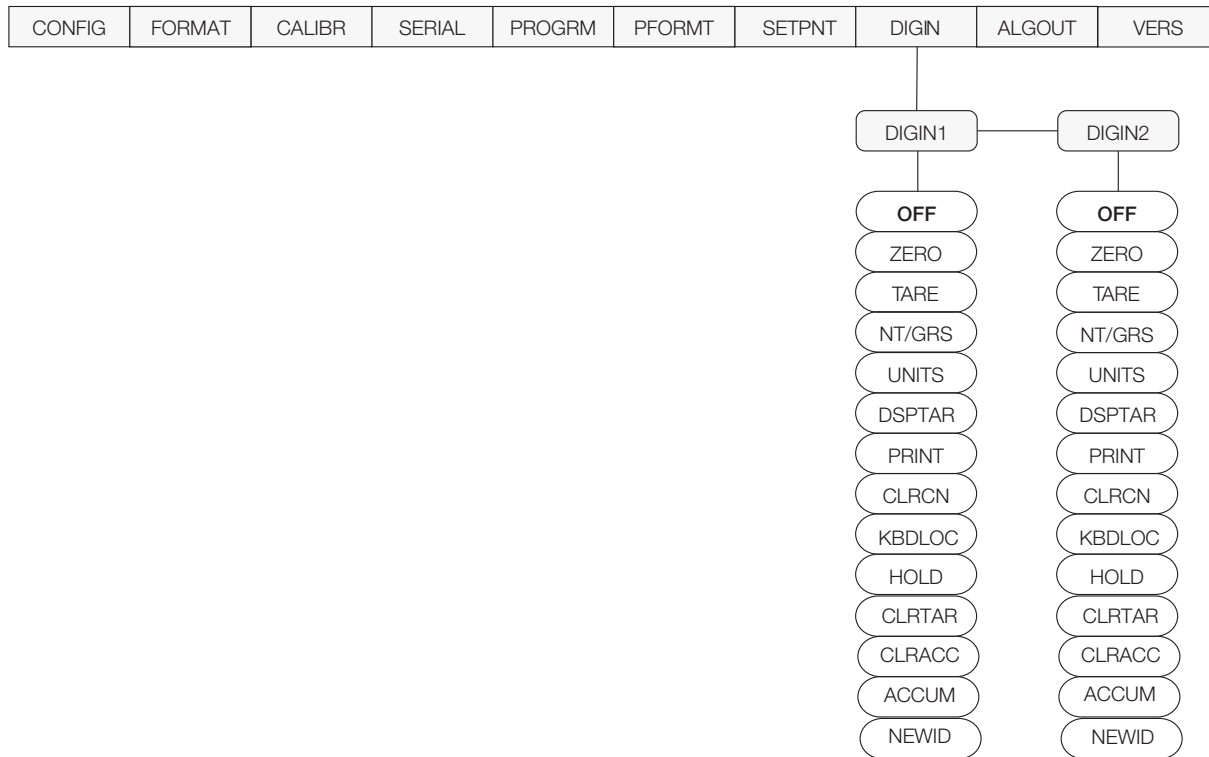 CONFIG FORMAT CALIBR SERIAL PROGRM PFORMT SETPNT DIGIN ALGOUT VERS
DIGIN1 DIGIN2
OFF OFF
ZERO ZERO
TARE TARE
NT/GRS NT/GRS
UNITS UNITS
DSPTAR DSPTAR
PRINT PRINT
CLRCN CLRCN
KBDLOC KBDLOC
HOLD HOLD
CLRTAR CLRTAR
CLRACC CLRACC
ACCUM ACCUM
NEWID NEWID